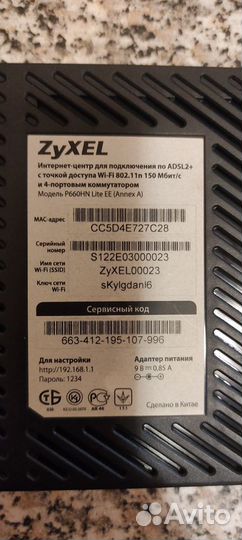 ZyXEL
Интернет-центр для подключения по ADSL2+
с точкой доступа Wi-Fi 802.11n 150 Мбит/с
и 4-портовым коммутатором
Модель P660HN Lite EE (Annex A)
MAC-адрес
CC5D4E727C28
Серийный номер
S122E03000023
Имя сети Wi-Fi (SSID)
ZyXEL00023
Ключ сети Wi-Fi
sKylgdanl6
Сервисный код
663-412-195-107-996
Для настройки
http://192.168.1.1
Пароль: 1234
Адаптер питания
9 В 0,85 А
Сделано в Китае
Avito